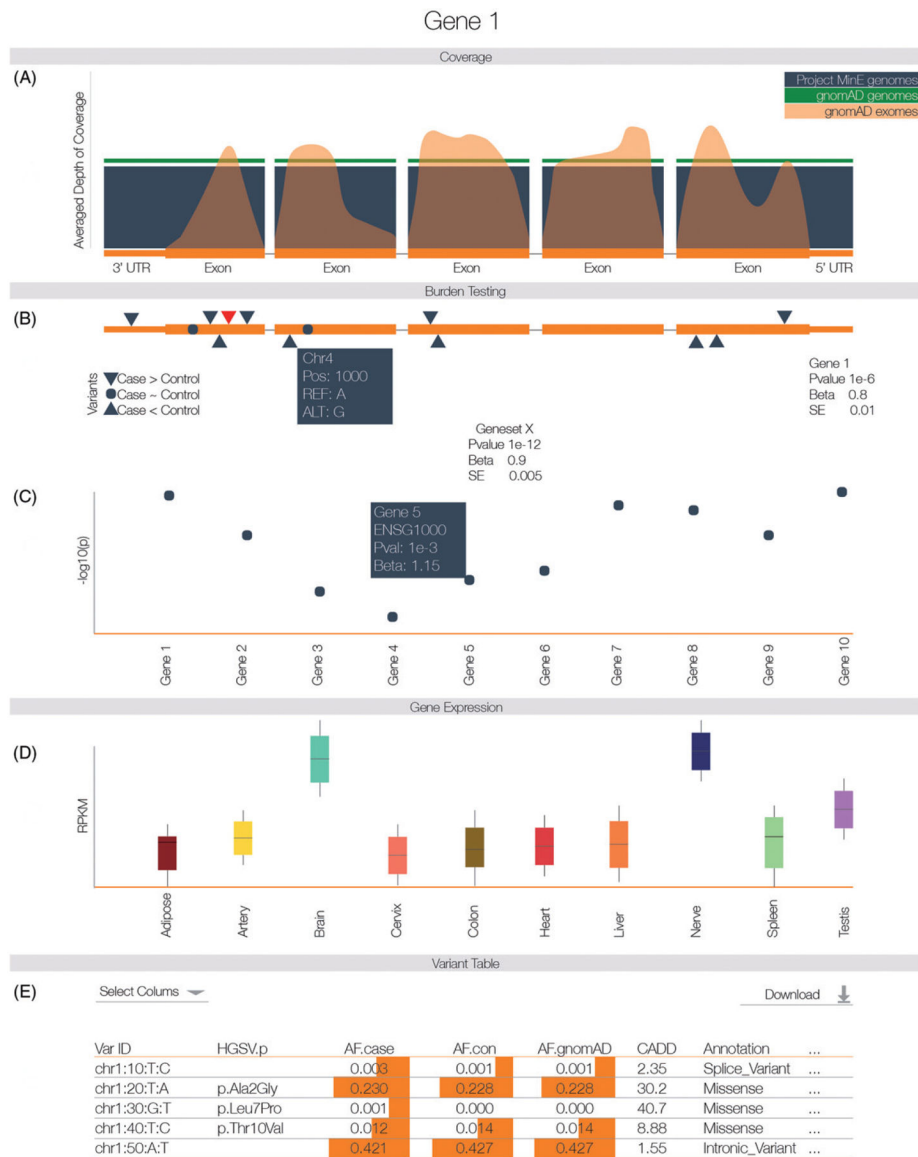 Gene 1
Coverage
(A)
Averaged Depth of Coverage
Project MinE genomes
gnomAD genomes
gnomAD exomes
3' UTR Exon Exon Exon Exon Exon 5' UTR
Burden Testing
(B)
Variants
Case > Control
Case ~ Control
Case < Control
Chr4
Pos: 1000
REF: A
ALT: G
Gene 1
Pvalue 1e-6
Beta 0.8
SE 0.01
Geneset X
Pvalue 1e-12
Beta 0.9
SE 0.005
(C)
-log10(p)
Gene 5
ENSG1000
Pval: 1e-3
Beta: 1.15
Gene 1 Gene 2 Gene 3 Gene 4 Gene 5 Gene 6 Gene 7 Gene 8 Gene 9 Gene 10
Gene Expression
(D)
RPKM
Adipose Artery Brain Cervix Colon Heart Liver Nerve Spleen Testis
Variant Table
(E)
Select Colums Download
Var ID HGSV.p AF.case AF.con AF.gnomAD CADD Annotation ...
chr1:10:T:C 0.003 0.001 0.001 2.35 Splice_Variant ...
chr1:20:T:A p.Ala2Gly 0.230 0.228 0.228 30.2 Missense ...
chr1:30:G:T p.Leu7Pro 0.001 0.000 0.000 40.7 Missense ...
chr1:40:T:C p.Thr10Val 0.012 0.014 0.014 8.88 Missense ...
chr1:50:A:T 0.421 0.427 0.427 1.55 Intronic_Variant ...